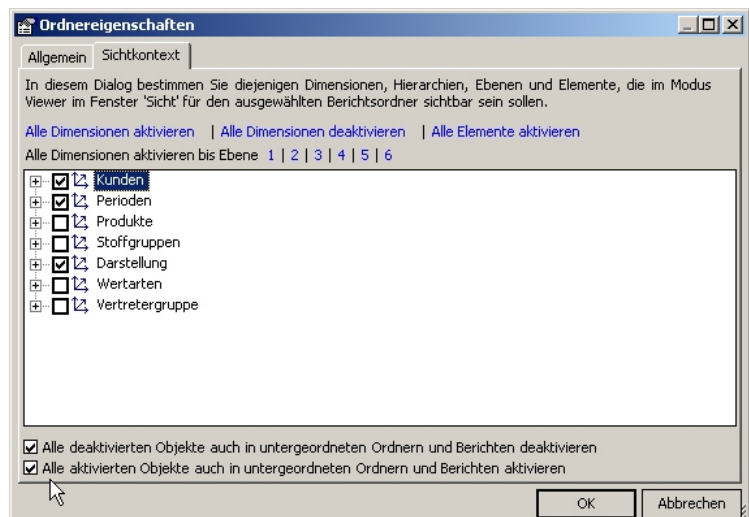 Ordnereigenschaften
Allgemein Sichtkontext
In diesem Dialog bestimmen Sie diejenigen Dimensionen, Hierarchien, Ebenen und Elemente, die im Modus
Viewer im Fenster 'Sicht' für den ausgewählten Berichtsordner sichtbar sein sollen.
Alle Dimensionen aktivieren | Alle Dimensionen deaktivieren | Alle Elemente aktivieren
Alle Dimensionen aktivieren bis Ebene 1 | 2 | 3 | 4 | 5 | 6
Kunden
Perioden
Produkte
Stoffgruppen
Darstellung
Wertarten
Vertretergruppe
Alle deaktivierten Objekte auch in untergeordneten Ordnern und Berichten deaktivieren
Alle aktivierten Objekte auch in untergeordneten Ordnern und Berichten aktivieren
OK Abbrechen